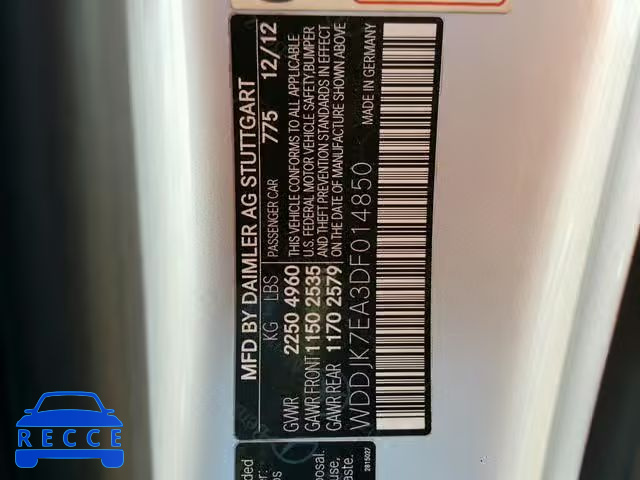 MFD BY DAIMLER AG STUTTGART
KG LBS PASSENGER CAR 775 12/12
GVWR 2250 4960 THIS VEHICLE CONFORMS TO ALL APPLICABLE
GAWR FRONT 1150 2535 U.S. FEDERAL MOTOR VEHICLE SAFETY, BUMPER
AND THEFT PREVENTION STANDARDS IN EFFECT
GAWR REAR 1170 2579 ON THE DATE OF MANUFACTURE SHOWN ABOVE
WDDJK7EA3DF014850 MADE IN GERMANY
2815027
RECCE